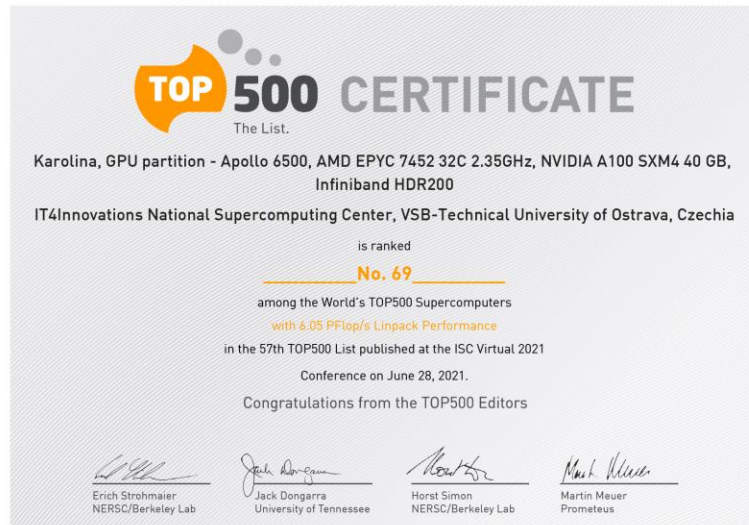 TOP 500 CERTIFICATE
The List.
Karolina, GPU partition - Apollo 6500, AMD EPYC 7452 32C 2.35GHz, NVIDIA A100 SXM4 40 GB,
Infiniband HDR200
IT4Innovations National Supercomputing Center, VSB-Technical University of Ostrava, Czechia
is ranked
No. 69
among the World's TOP500 Supercomputers
with 6.05 PFlop/s Linpack Performance
in the 57th TOP500 List published at the ISC Virtual 2021
Conference on June 28, 2021.
Congratulations from the TOP500 Editors
Erich Strohmaier
NERSC/Berkeley Lab
Jack Dongarra
University of Tennessee
Horst Simon
NERSC/Berkeley Lab
Martin Meuer
Prometeus